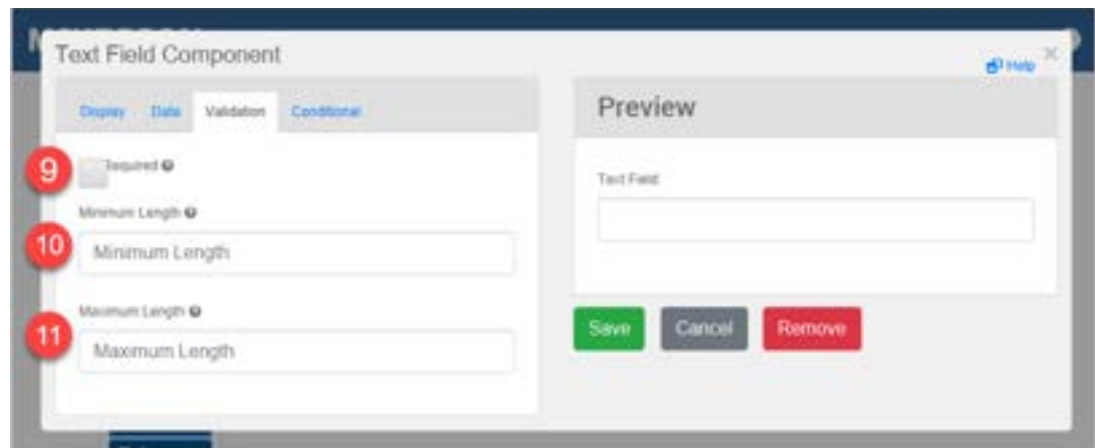 Text Field Component
Help
×
Display Data Validation Conditional
9 Required
Minimum Length
10 Minimum Length
Maximum Length
11 Maximum Length
Preview
Text Field
Save Cancel Remove